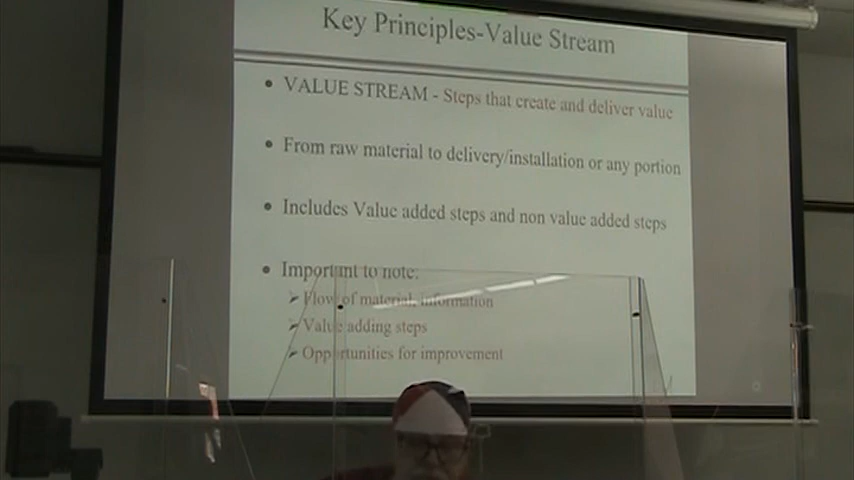 Key Principles-Value Stream
• VALUE STREAM - Steps that create and deliver value
• From raw material to delivery/installation or any portion
• Includes Value added steps and non value added steps
• Important to note:
➢ Flow of material, information
➢ Value adding steps
➢ Opportunities for improvement